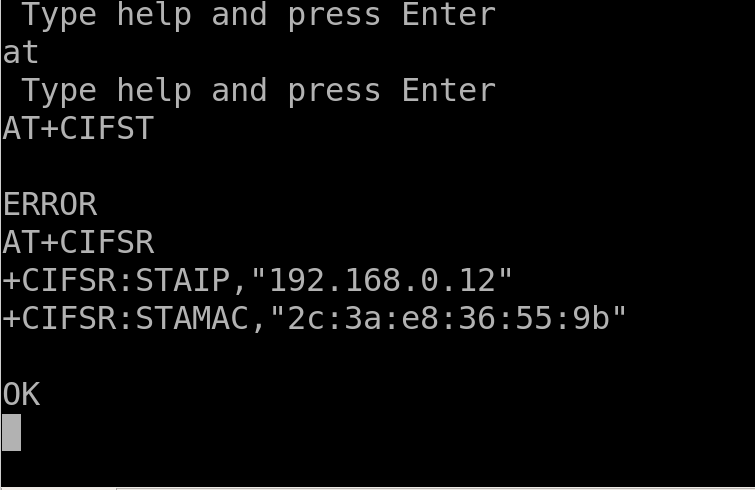 Type help and press Enter
at
Type help and press Enter
AT+CIFST
ERROR
AT+CIFSR
+CIFSR:STAIP,"192.168.0.12"
+CIFSR:STAMAC,"2c:3a:e8:36:55:9b"
OK